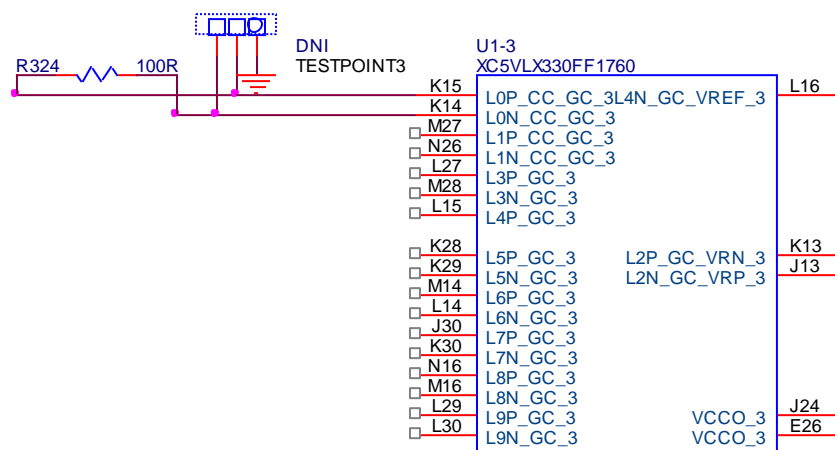 DNI
U1-3
R324 100R
TESTPOINT3
XC5VLX330FF1760
K15 L0P_CC_GC_3 L4N_GC_VREF_3 L16
K14 L0N_CC_GC_3
M27 L1P_CC_GC_3
N26 L1N_CC_GC_3
L27 L3P_GC_3
M28 L3N_GC_3
L15 L4P_GC_3
K28 L5P_GC_3 L2P_GC_VRN_3 K13
K29 L5N_GC_3 L2N_GC_VRP_3 J13
M14 L6P_GC_3
L14 L6N_GC_3
J30 L7P_GC_3
K30 L7N_GC_3
N16 L8P_GC_3
M16 L8N_GC_3
L29 L9P_GC_3 VCCO_3 J24
L30 L9N_GC_3 VCCO_3 E26